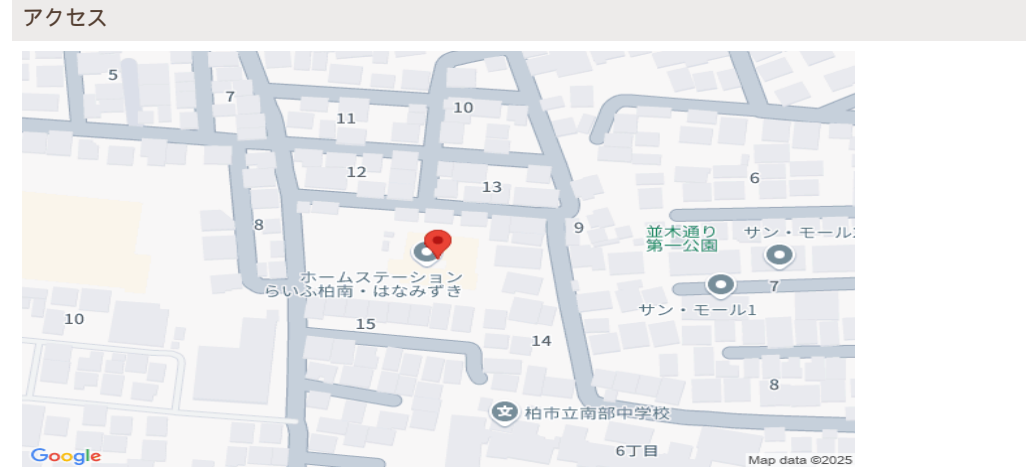 アクセス
5
7
10
11
12
13
6
8
9
並木通り
第一公園
サン・モール
ホームステーション
らいふ柏南・はなみずき
7
サン・モール1
10
15
14
8
柏市立南部中学校
6丁目
Google
Map data ©2025